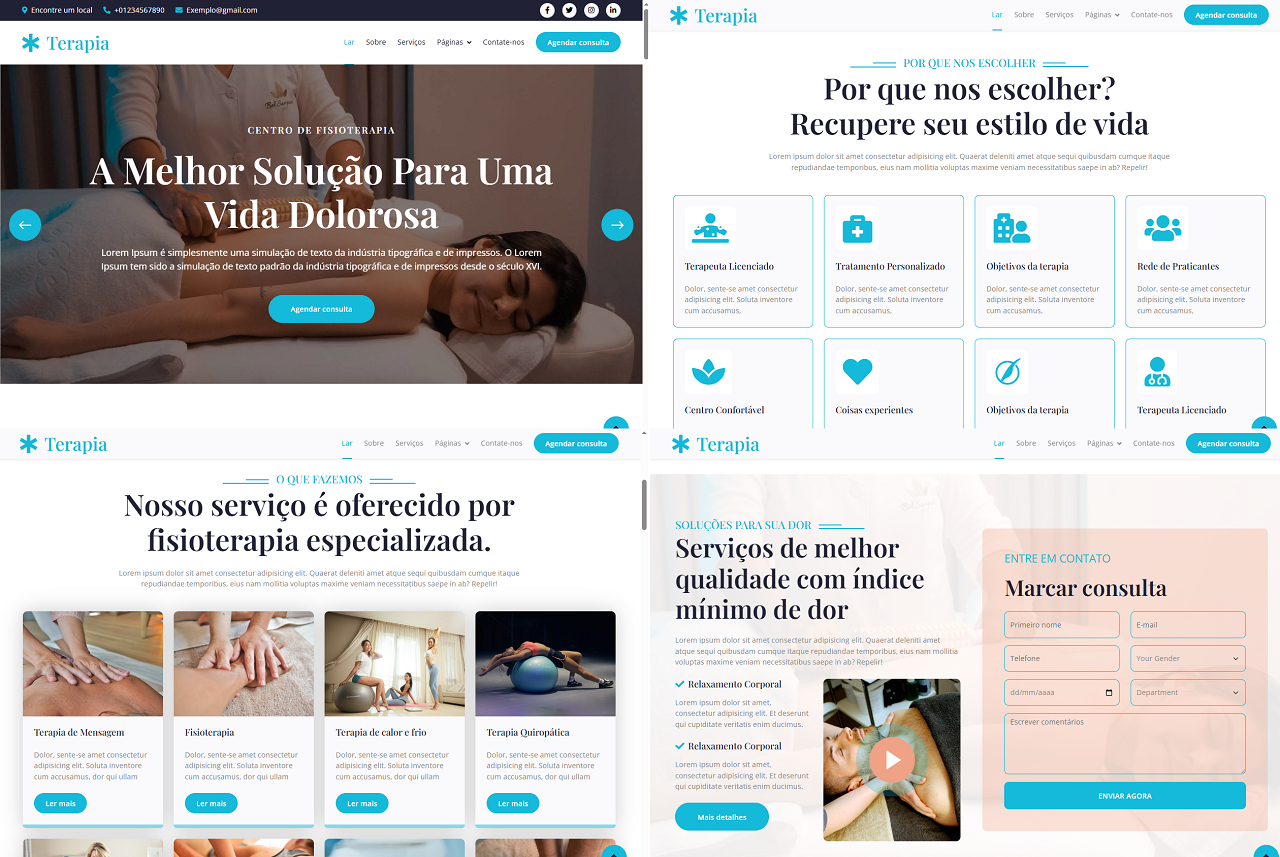 Encontre um local +01234567890 Exemplo@gmail.com
Terapia
Lar Sobre Serviços Páginas Contate-nos Agendar consulta
CENTRO DE FISIOTERAPIA
A Melhor Solução Para Uma
Vida Dolorosa
Lorem Ipsum é simplesmente uma simulação de texto da indústria tipográfica e de impressos. O Lorem
Ipsum tem sido a simulação de texto padrão da indústria tipográfica e de impressos desde o século XVI.
Agendar consulta
Terapia
Lar Sobre Serviços Páginas Contate-nos Agendar consulta
POR QUE NOS ESCOLHER
Por que nos escolher?
Recupere seu estilo de vida
Lorem ipsum dolor sit amet consectetur adipisicing elit. Quaerat deleniti amet atque sequi quibusdam cumque itaque
repudiandae temporibus, eius nam mollitia voluptas maxime veniam necessitatibus saepe in ab? Repelir!
Terapeuta Licenciado
Dolor, sente-se amet consectetur
adipisicing elit. Soluta inventore
cum accusamus,
Tratamento Personalizado
Dolor, sente-se amet consectetur
adipisicing elit. Soluta inventore
cum accusamus,
Objetivos da terapia
Dolor, sente-se amet consectetur
adipisicing elit. Soluta inventore
cum accusamus,
Rede de Praticantes
Dolor, sente-se amet consectetur
adipisicing elit. Soluta inventore
cum accusamus,
Centro Confortável
Coisas experientes
Objetivos da terapia
Terapeuta Licenciado
Terapia
Lar Sobre Serviços Páginas Contate-nos Agendar consulta
O QUE FAZEMOS
Nosso serviço é oferecido por
fisioterapia especializada.
Lorem ipsum dolor sit amet consectetur adipisicing elit. Quaerat deleniti amet atque sequi quibusdam cumque itaque
repudiandae temporibus, eius nam mollitia voluptas maxime veniam necessitatibus saepe in ab? Repelir!
Terapia de Mensagem
Dolor, sente-se amet consectetur
adipisicing elit. Soluta inventore
cum accusamus, dor qui ullam
Ler mais
Fisioterapia
Dolor, sente-se amet consectetur
adipisicing elit. Soluta inventore
cum accusamus, dor qui ullam
Ler mais
Terapia de calor e frio
Dolor, sente-se amet consectetur
adipisicing elit. Soluta inventore
cum accusamus, dor qui ullam
Ler mais
Terapia Quiropática
Dolor, sente-se amet consectetur
adipisicing elit. Soluta inventore
cum accusamus, dor qui ullam
Ler mais
Terapia
Lar Sobre Serviços Páginas Contate-nos Agendar consulta
SOLUÇÕES PARA SUA DOR
Serviços de melhor
qualidade com índice
mínimo de dor
Lorem ipsum dolor sit amet consectetur adipisicing elit. Quaerat deleniti amet
atque sequi quibusdam cumque itaque repudiandae temporibus, eius nam mollitia
voluptas maxime veniam necessitatibus saepe in ab? Repelir!
Relaxamento Corporal
Lorem ipsum dolor sit amet,
consectetur adipisicing elit. Et deserunt
qui cupiditate veritatis enim ducimus.
Relaxamento Corporal
Lorem ipsum dolor sit amet,
consectetur adipisicing elit. Et deserunt
qui cupiditate veritatis enim ducimus.
Mais detalhes
ENTRE EM CONTATO
Marcar consulta
Primeiro nome E-mail
Telefone Your Gender
dd/mm/aaaa Department
Escrever comentários
ENVIAR AGORA